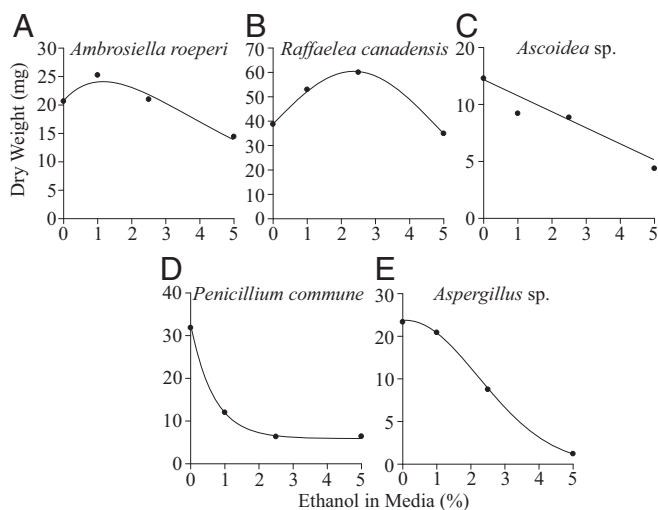 A
Ambrosiella roeperi
30
25
20
15
10
5
0
0 1 2 3 4 5
B
Raffaelea canadensis
70
60
50
40
30
20
10
0
0 1 2 3 4 5
C
Ascoidea sp.
15
10
5
0
0 1 2 3 4 5
Dry Weight (mg)
D
Penicillium commune
40
30
20
10
0
0 1 2 3 4 5
E
Aspergillus sp.
30
20
10
5
0
0 1 2 3 4 5
Ethanol in Media (%)